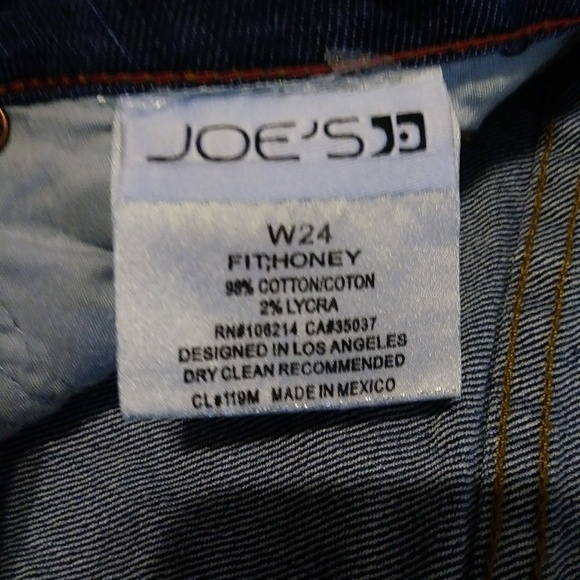 JOE'S
W24
FIT;HONEY
98% COTTON/COTON
2% LYCRA
RN#106214 CA#35037
DESIGNED IN LOS ANGELES
DRY CLEAN RECOMMENDED
CL#119M MADE IN MEXICO